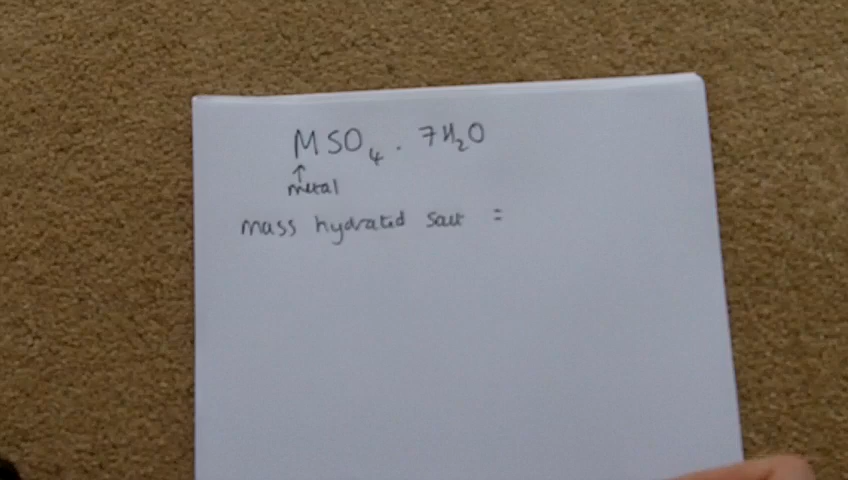 MSO₄ . 7H₂O
↑
metal
mass hydrated salt =